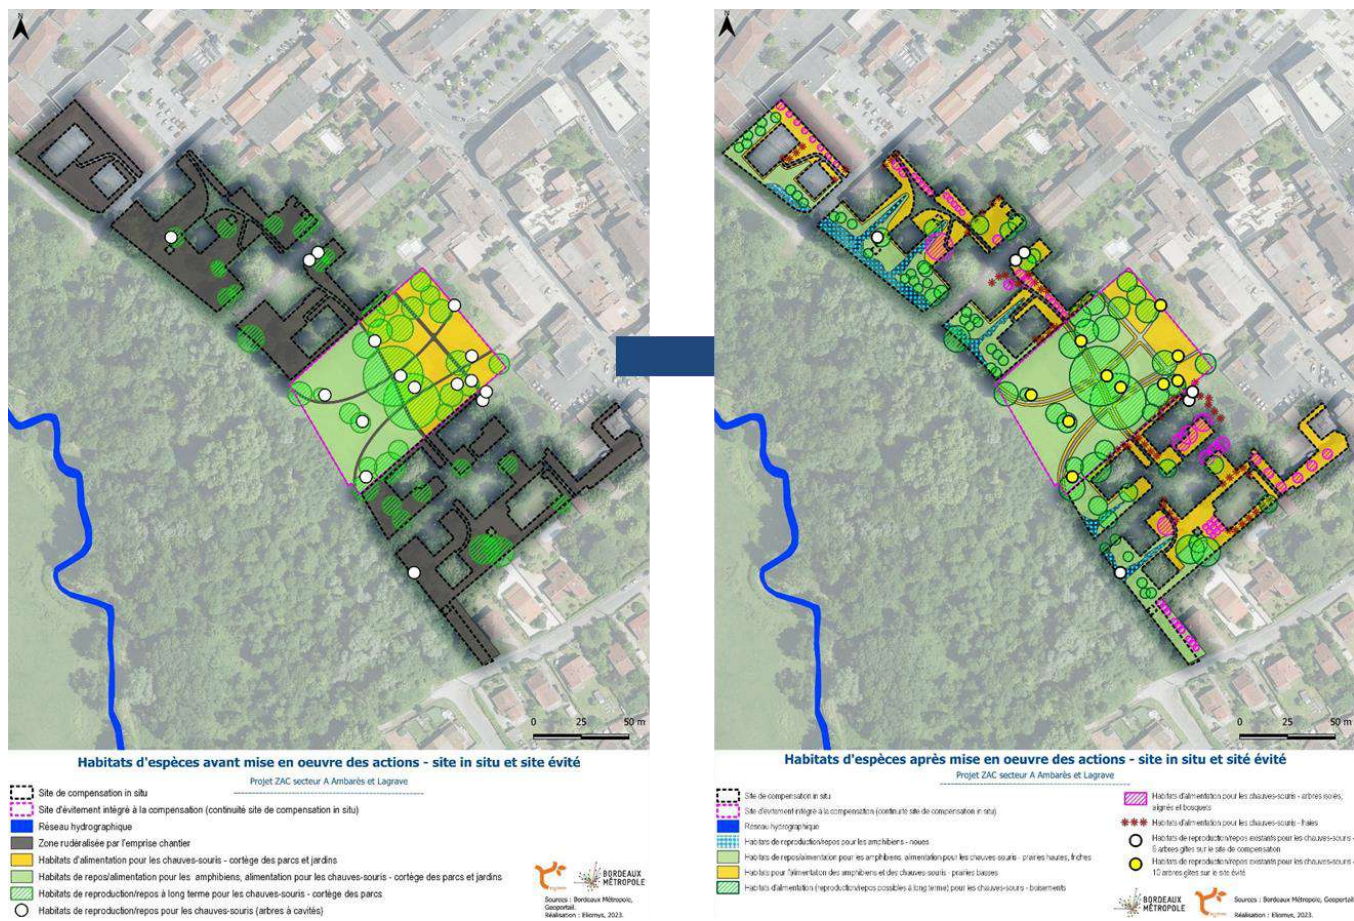 N
0 25 50 m
Habitats d'espèces avant mise en oeuvre des actions - site in situ et site évité
Projet ZAC secteur A Ambarès et Lagrave
Site de compensation in situ
Site d'évitement intégré à la compensation (continuité site de compensation in situ)
Réseau hydrographique
Zone rudéralisée par l'emprise chantier
Habitats d'alimentation pour les chauves-souris - cortège des parcs et jardins
Habitats de repos/alimentation pour les amphibiens, alimentation pour les chauves-souris - cortège des parcs et jardins
Habitats de reproduction/repos à long terme pour les chauves-souris - cortège des parcs
Habitats de reproduction/repos pour les chauves-souris (arbres à cavités)
BORDEAUX
MÉTROPOLE
Sources : Bordeaux Métropole,
Geoportail.
Réalisation : Eliomys, 2023.
N
0 25 50 m
Habitats d'espèces après mise en oeuvre des actions - site in situ et sité évité
Projet ZAC secteur A Ambarès et Lagrave
Site de compensation in situ
Site d'évitement intégré à la compensation (continuité site de compensation in situ)
Réseau hydrographique
Habitats de reproduction/repos pour les amphibiens - noues
Habitats de repos/alimentation pour les amphibiens, alimentation pour les chauves souris - prairies hautes, friches
Habitats pour l'alimentation des amphibiens et des chauves-souris - prairies basses
Habitats d'alimentation (reproduction/repos possibles à long terme) pour les chauves-souris - boisements
Habitats d'alimentation pour les chauves-souris - arbres isolés,
alignés et bosquets
Habitats d'alimentation pour les chauves-souris - haies
Habitats de reproduction/repos existants pour les chauves-souris -
6 arbres gîtes sur le site de compensation
Habitats de reproduction/repos existants pour les chauves-souris -
10 arbres gîtes sur le site évité
BORDEAUX
MÉTROPOLE
Sources : Bordeaux Métropole, Geoportail.
Réalisation : Eliomys, 2023.